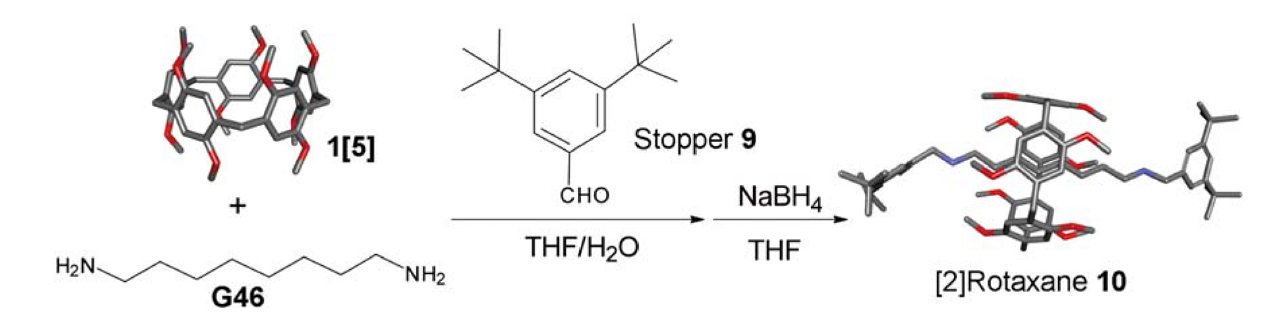 1[5]
+
H₂N
NH₂
G46
Stopper 9
CHO
THF/H₂O
NaBH₄
THF
[2]Rotaxane 10